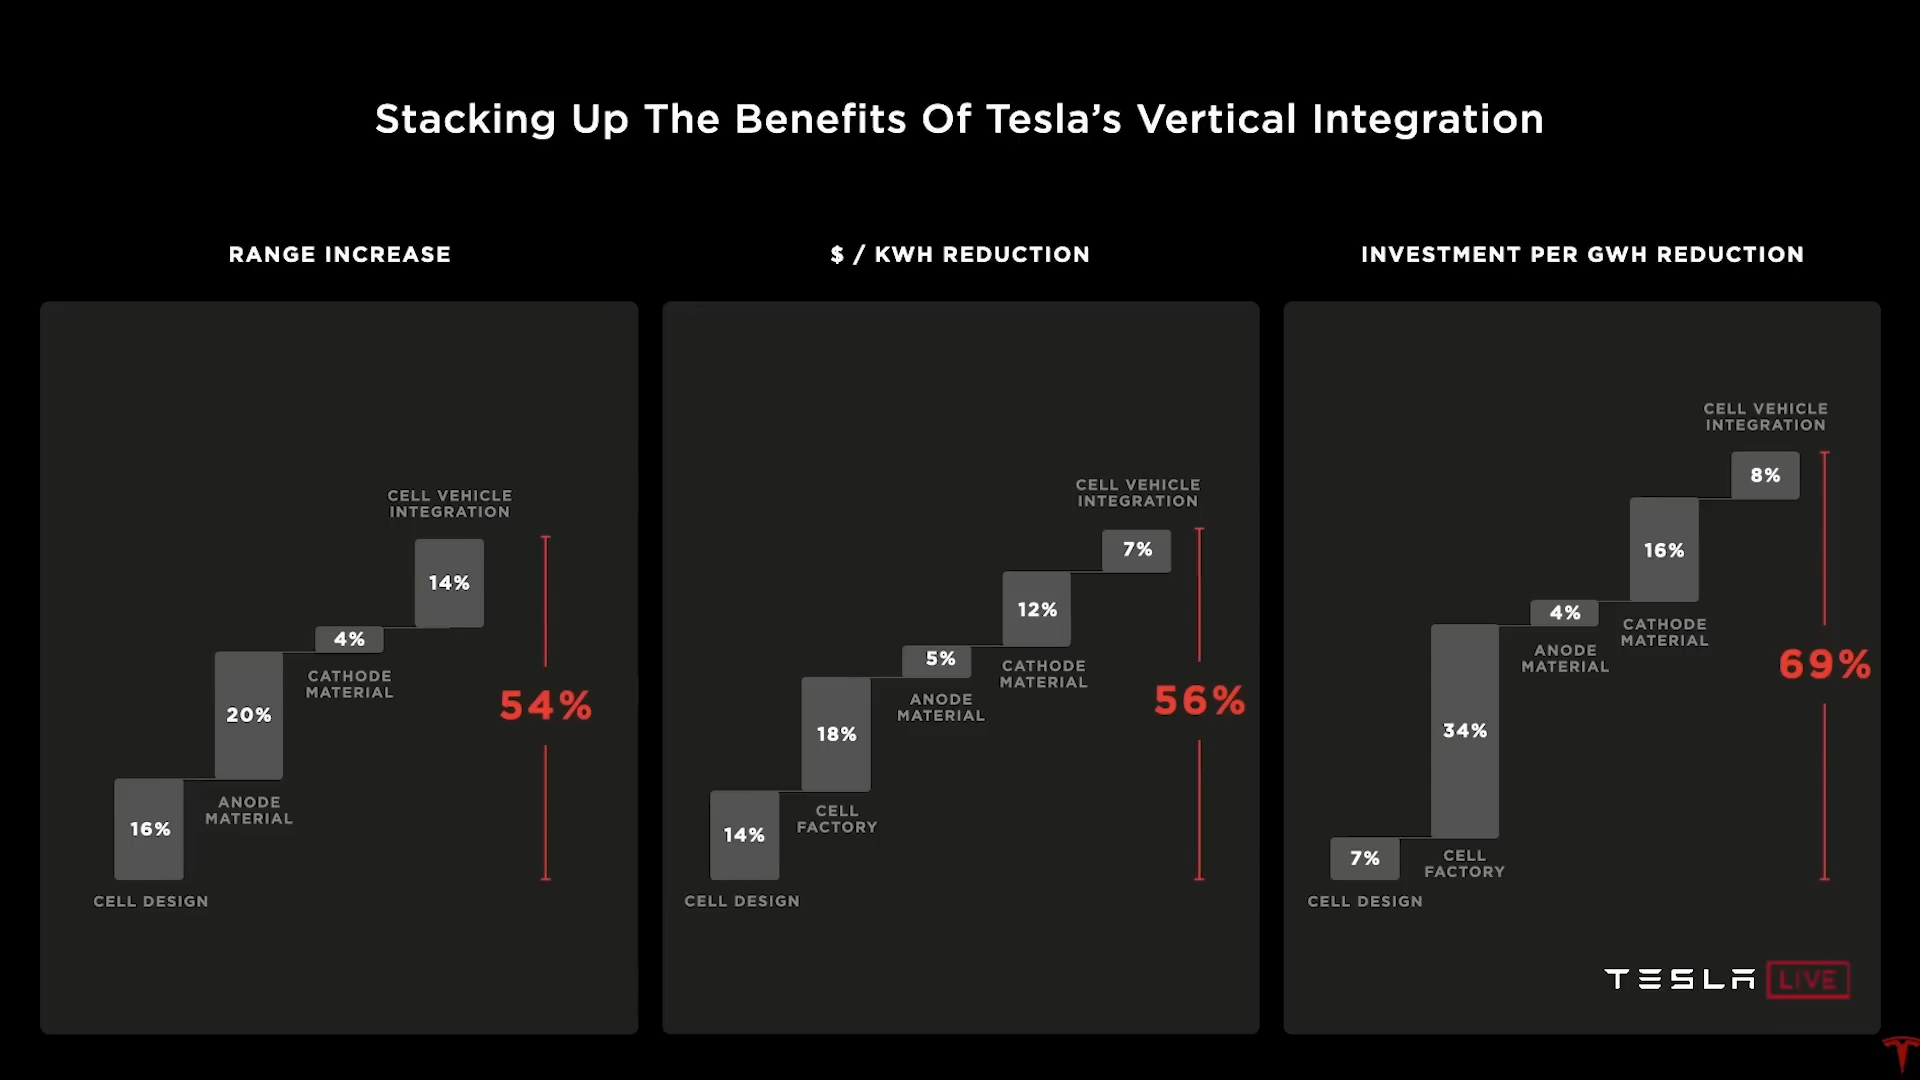 Stacking Up The Benefits Of Tesla’s Vertical Integration
RANGE INCREASE
CELL VEHICLE
INTEGRATION
14%
4%
CATHODE
MATERIAL
20%
ANODE
MATERIAL
16%
CELL DESIGN
54%
$ / KWH REDUCTION
CELL VEHICLE
INTEGRATION
7%
12%
CATHODE
MATERIAL
5%
ANODE
MATERIAL
18%
CELL
FACTORY
14%
CELL DESIGN
56%
INVESTMENT PER GWH REDUCTION
CELL VEHICLE
INTEGRATION
8%
16%
CATHODE
MATERIAL
4%
ANODE
MATERIAL
34%
CELL
FACTORY
7%
CELL DESIGN
69%
TESLA LIVE